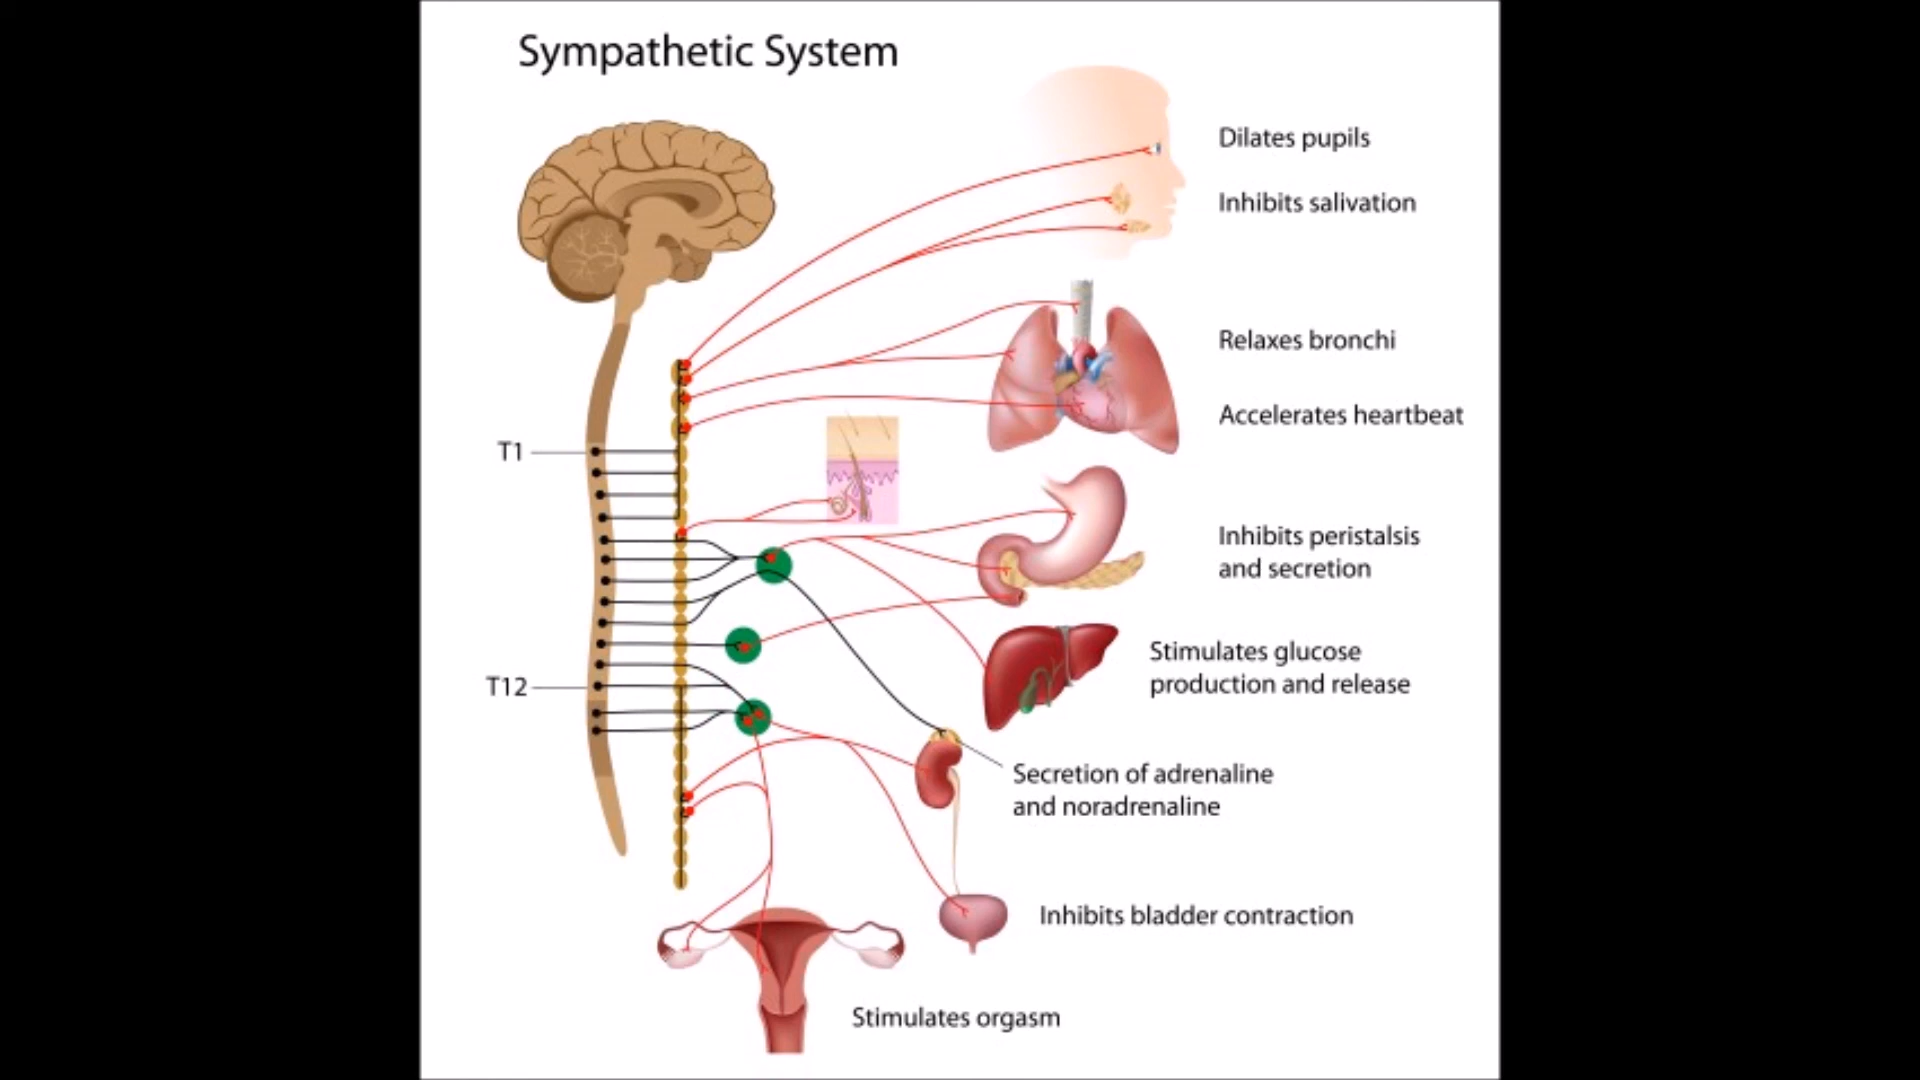 Sympathetic System
Dilates pupils
Inhibits salivation
Relaxes bronchi
Accelerates heartbeat
T1
Inhibits peristalsis
and secretion
Stimulates glucose
production and release
T12
Secretion of adrenaline
and noradrenaline
Inhibits bladder contraction
Stimulates orgasm